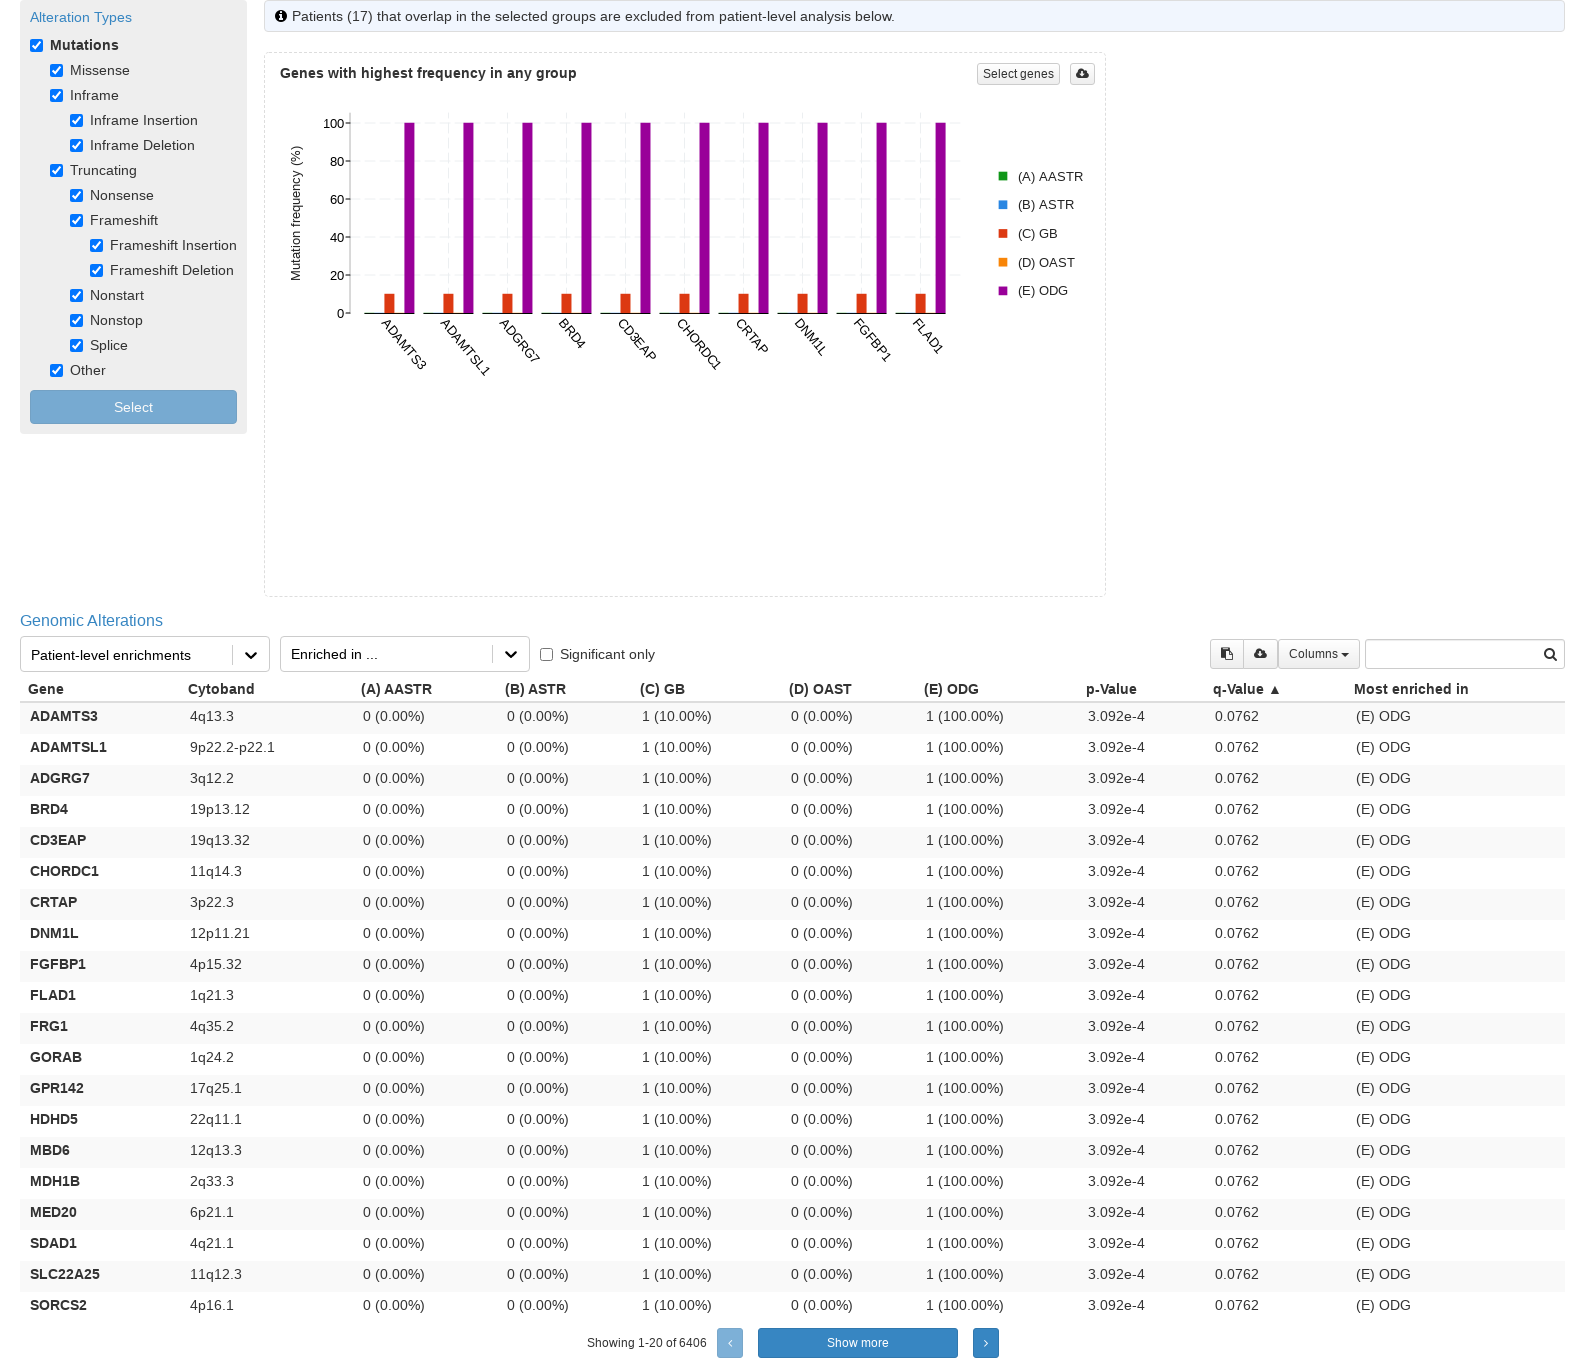 Alteration Types
Mutations
Missense
Inframe
Inframe Insertion
Inframe Deletion
Truncating
Nonsense
Frameshift
Frameshift Insertion
Frameshift Deletion
Nonstart
Nonstop
Splice
Other
Select
Patients (17) that overlap in the selected groups are excluded from patient-level analysis below.
Genes with highest frequency in any group
Select genes
Mutation frequency (%)
100
80
60
40
20
0
ADAMTS3
ADAMTSL1
ADGRG7
BRD4
CD3EAP
CHORDC1
CRTAP
DNM1L
FGFBP1
FLAD1
(A) AASTR
(B) ASTR
(C) GB
(D) OAST
(E) ODG
Genomic Alterations
Patient-level enrichments Enriched in ... Significant only Columns
Gene Cytoband (A) AASTR (B) ASTR (C) GB (D) OAST (E) ODG p-Value q-Value ▲ Most enriched in
ADAMTS3 4q13.3 0 (0.00%) 0 (0.00%) 1 (10.00%) 0 (0.00%) 1 (100.00%) 3.092e-4 0.0762 (E) ODG
ADAMTSL1 9p22.2-p22.1 0 (0.00%) 0 (0.00%) 1 (10.00%) 0 (0.00%) 1 (100.00%) 3.092e-4 0.0762 (E) ODG
ADGRG7 3q12.2 0 (0.00%) 0 (0.00%) 1 (10.00%) 0 (0.00%) 1 (100.00%) 3.092e-4 0.0762 (E) ODG
BRD4 19p13.12 0 (0.00%) 0 (0.00%) 1 (10.00%) 0 (0.00%) 1 (100.00%) 3.092e-4 0.0762 (E) ODG
CD3EAP 19q13.32 0 (0.00%) 0 (0.00%) 1 (10.00%) 0 (0.00%) 1 (100.00%) 3.092e-4 0.0762 (E) ODG
CHORDC1 11q14.3 0 (0.00%) 0 (0.00%) 1 (10.00%) 0 (0.00%) 1 (100.00%) 3.092e-4 0.0762 (E) ODG
CRTAP 3p22.3 0 (0.00%) 0 (0.00%) 1 (10.00%) 0 (0.00%) 1 (100.00%) 3.092e-4 0.0762 (E) ODG
DNM1L 12p11.21 0 (0.00%) 0 (0.00%) 1 (10.00%) 0 (0.00%) 1 (100.00%) 3.092e-4 0.0762 (E) ODG
FGFBP1 4p15.32 0 (0.00%) 0 (0.00%) 1 (10.00%) 0 (0.00%) 1 (100.00%) 3.092e-4 0.0762 (E) ODG
FLAD1 1q21.3 0 (0.00%) 0 (0.00%) 1 (10.00%) 0 (0.00%) 1 (100.00%) 3.092e-4 0.0762 (E) ODG
FRG1 4q35.2 0 (0.00%) 0 (0.00%) 1 (10.00%) 0 (0.00%) 1 (100.00%) 3.092e-4 0.0762 (E) ODG
GORAB 1q24.2 0 (0.00%) 0 (0.00%) 1 (10.00%) 0 (0.00%) 1 (100.00%) 3.092e-4 0.0762 (E) ODG
GPR142 17q25.1 0 (0.00%) 0 (0.00%) 1 (10.00%) 0 (0.00%) 1 (100.00%) 3.092e-4 0.0762 (E) ODG
HDHD5 22q11.1 0 (0.00%) 0 (0.00%) 1 (10.00%) 0 (0.00%) 1 (100.00%) 3.092e-4 0.0762 (E) ODG
MBD6 12q13.3 0 (0.00%) 0 (0.00%) 1 (10.00%) 0 (0.00%) 1 (100.00%) 3.092e-4 0.0762 (E) ODG
MDH1B 2q33.3 0 (0.00%) 0 (0.00%) 1 (10.00%) 0 (0.00%) 1 (100.00%) 3.092e-4 0.0762 (E) ODG
MED20 6p21.1 0 (0.00%) 0 (0.00%) 1 (10.00%) 0 (0.00%) 1 (100.00%) 3.092e-4 0.0762 (E) ODG
SDAD1 4q21.1 0 (0.00%) 0 (0.00%) 1 (10.00%) 0 (0.00%) 1 (100.00%) 3.092e-4 0.0762 (E) ODG
SLC22A25 11q12.3 0 (0.00%) 0 (0.00%) 1 (10.00%) 0 (0.00%) 1 (100.00%) 3.092e-4 0.0762 (E) ODG
SORCS2 4p16.1 0 (0.00%) 0 (0.00%) 1 (10.00%) 0 (0.00%) 1 (100.00%) 3.092e-4 0.0762 (E) ODG
Showing 1-20 of 6406 ‹ Show more ›